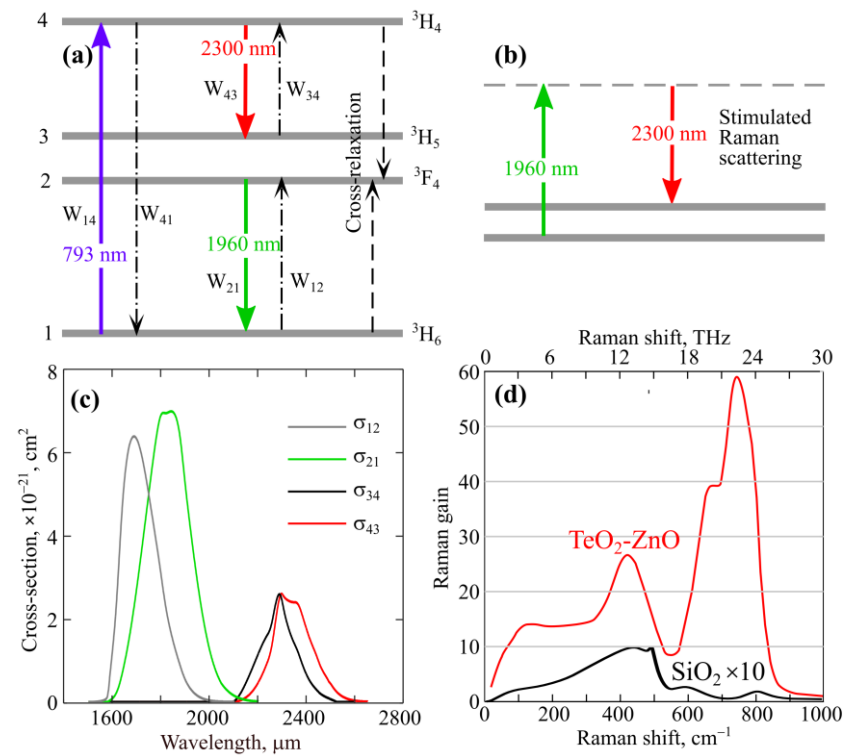 4
³H₄
(a)
2300 nm
W₄₃
W₃₄
3
³H₅
2
³F₄
Cross-relaxation
W₁₄
W₄₁
793 nm
1960 nm
W₂₁
W₁₂
1
³H₆
(b)
1960 nm
2300 nm
Stimulated
Raman
scattering
(c)
Cross-section, ×10⁻²¹, cm²
8
6
4
2
0
σ₁₂
σ₂₁
σ₃₄
σ₄₃
1600 2000 2400 2800
Wavelength, μm
Raman shift, THz
0 6 12 18 24 30
(d)
Raman gain
60
50
40
30
20
10
0
TeO₂-ZnO
SiO₂×10
0 200 400 600 800 1000
Raman shift, cm⁻¹